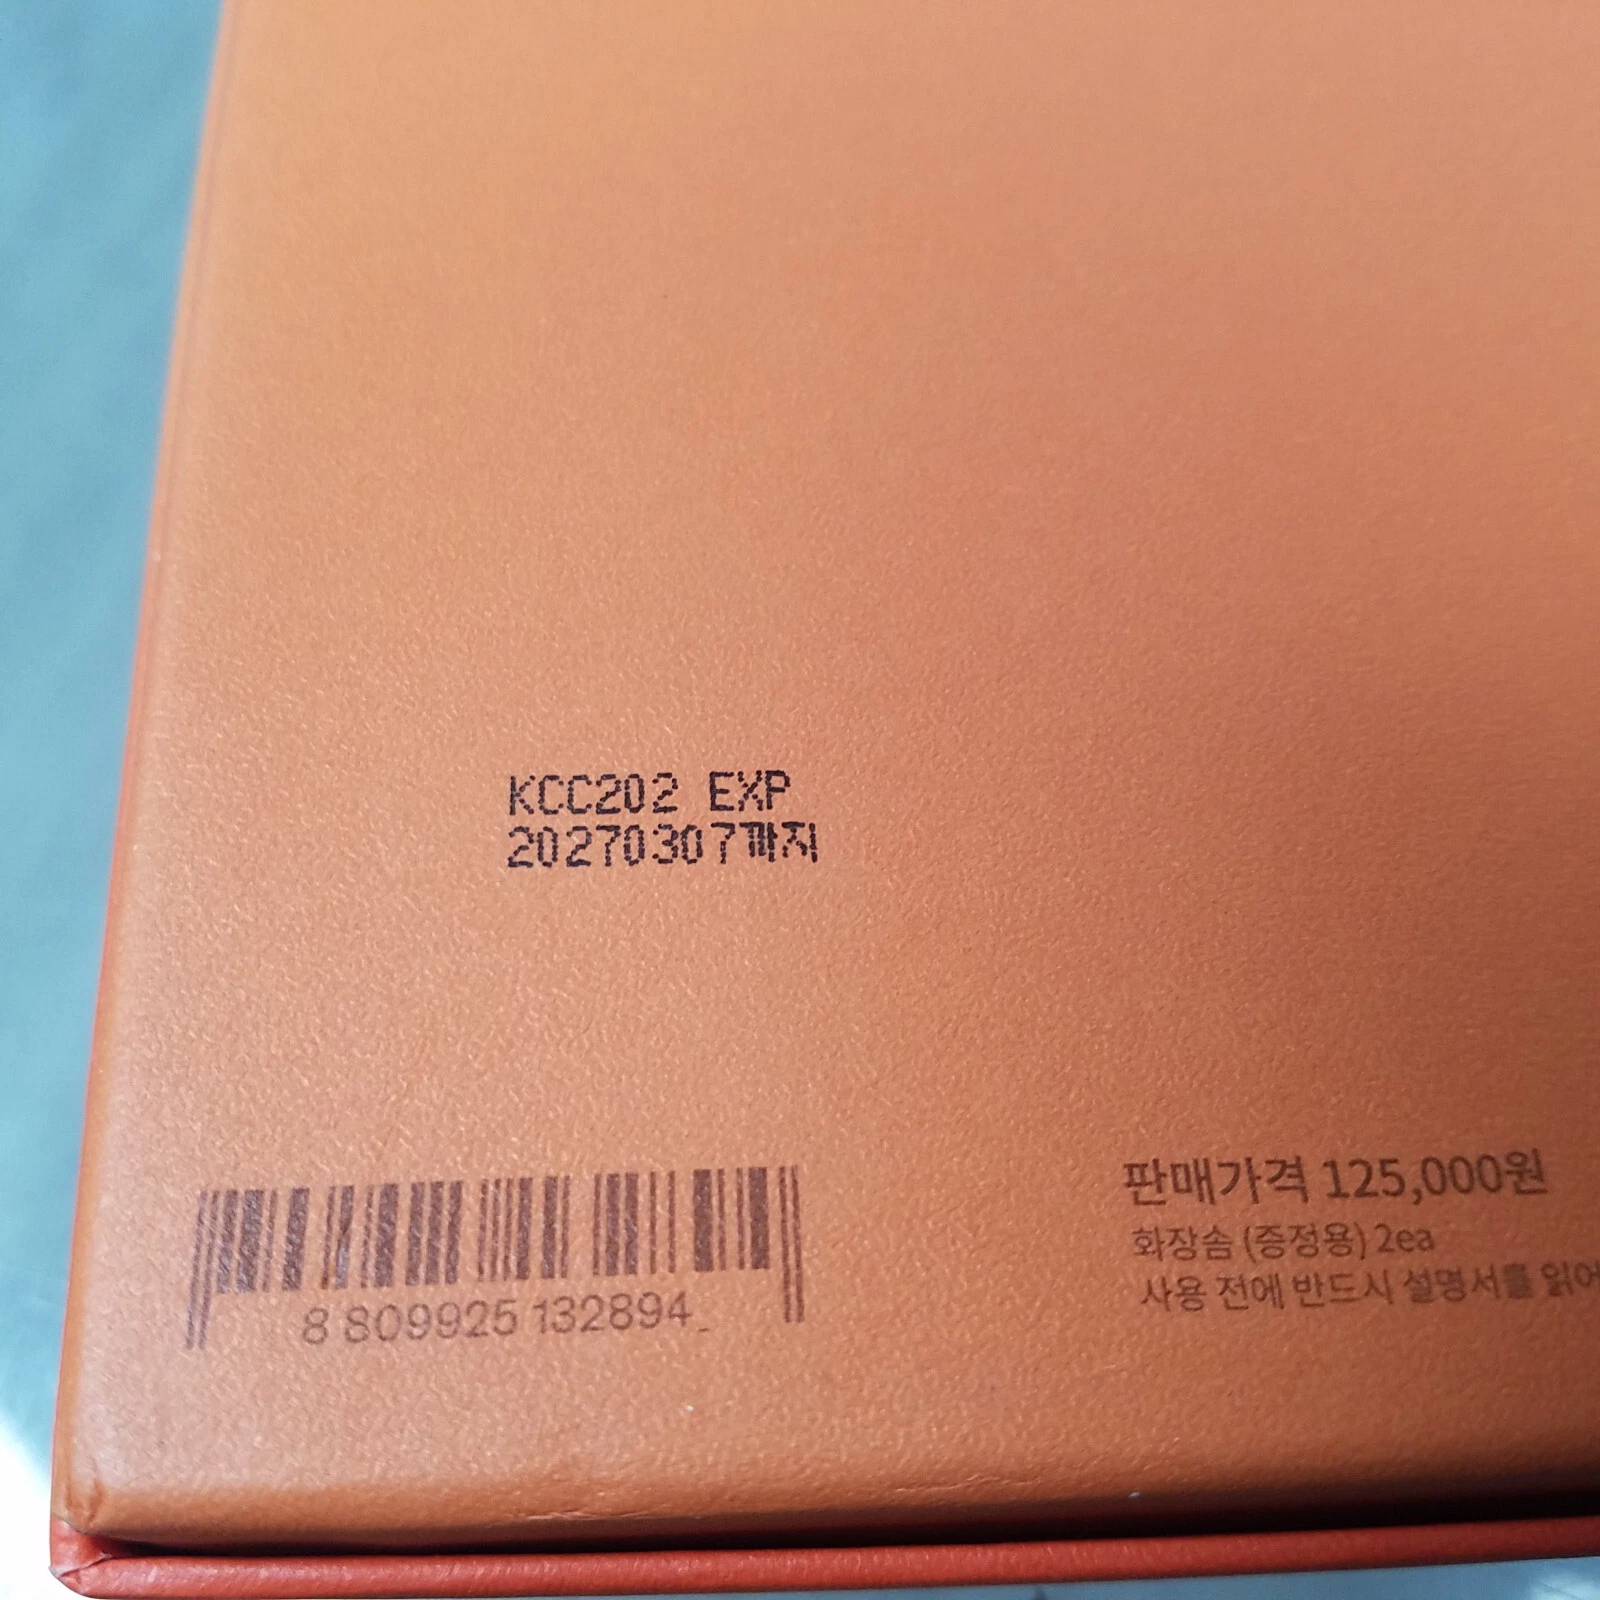 KCC202 EXP
20270307까지
8 809925 132894
판매가격 125,000원
화장솜 (증정용) 2ea
사용 전에 반드시 설명서를 읽어